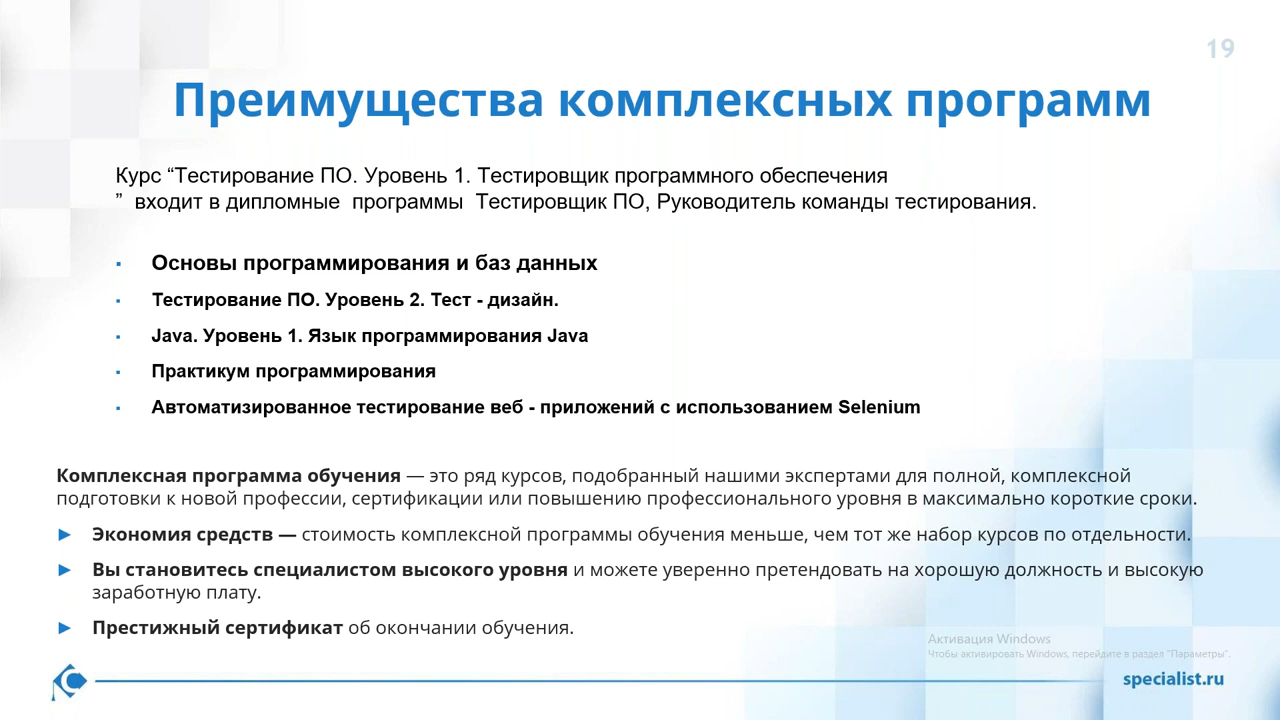 19
Преимущества комплексных программ
Курс “Тестирование ПО. Уровень 1. Тестировщик программного обеспечения
” входит в дипломные программы Тестировщик ПО, Руководитель команды тестирования.
▪ Основы программирования и баз данных
▪ Тестирование ПО. Уровень 2. Тест - дизайн.
▪ Java. Уровень 1. Язык программирования Java
▪ Практикум программирования
▪ Автоматизированное тестирование веб - приложений с использованием Selenium
Комплексная программа обучения — это ряд курсов, подобранный нашими экспертами для полной, комплексной
подготовки к новой профессии, сертификации или повышению профессионального уровня в максимально короткие сроки.
► Экономия средств — стоимость комплексной программы обучения меньше, чем тот же набор курсов по отдельности.
► Вы становитесь специалистом высокого уровня и можете уверенно претендовать на хорошую должность и высокую
заработную плату.
► Престижный сертификат об окончании обучения.
Активация Windows
Чтобы активировать Windows, перейдите в раздел "Параметры".
specialist.ru